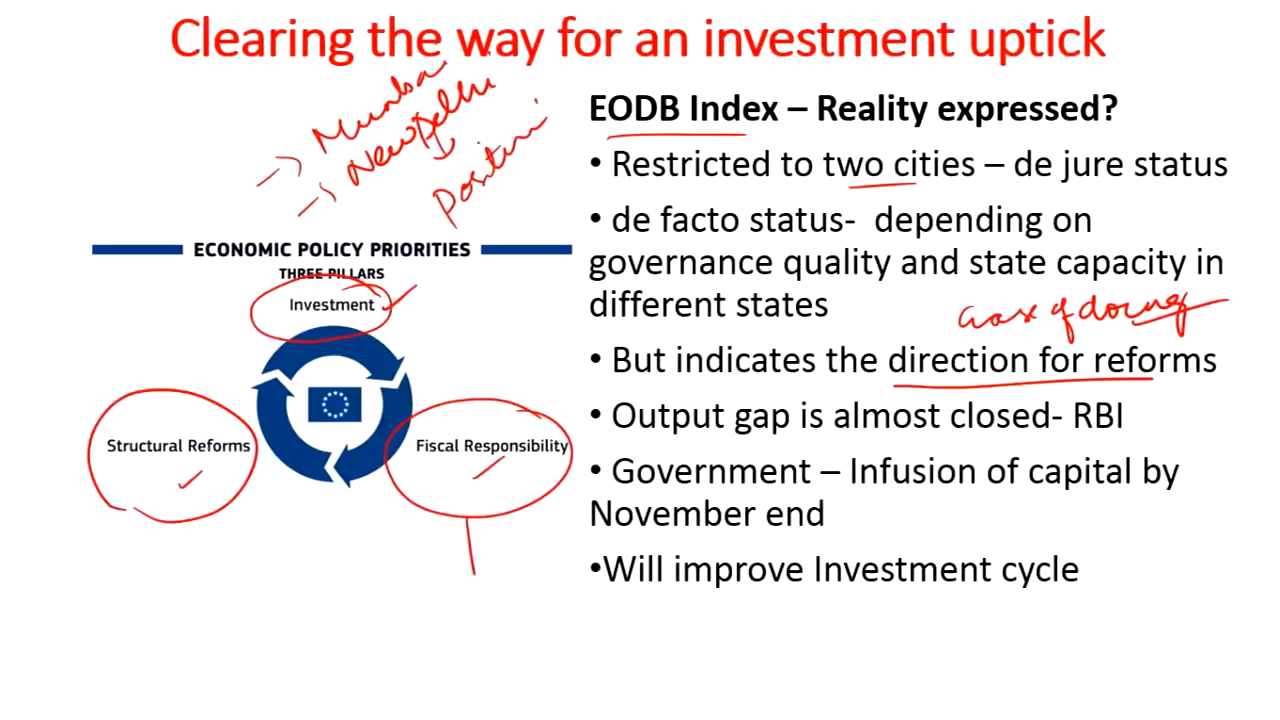 Clearing the way for an investment uptick
New Delhi
ECONOMIC POLICY PRIORITIES
THREE PILLARS
Investment
Structural Reforms
Fiscal Responsibility
EODB Index – Reality expressed?
• Restricted to two cities – de jure status
• de facto status- depending on
governance quality and state capacity in
different states
of doing
• But indicates the direction for reforms
• Output gap is almost closed- RBI
• Government – Infusion of capital by
November end
•Will improve Investment cycle